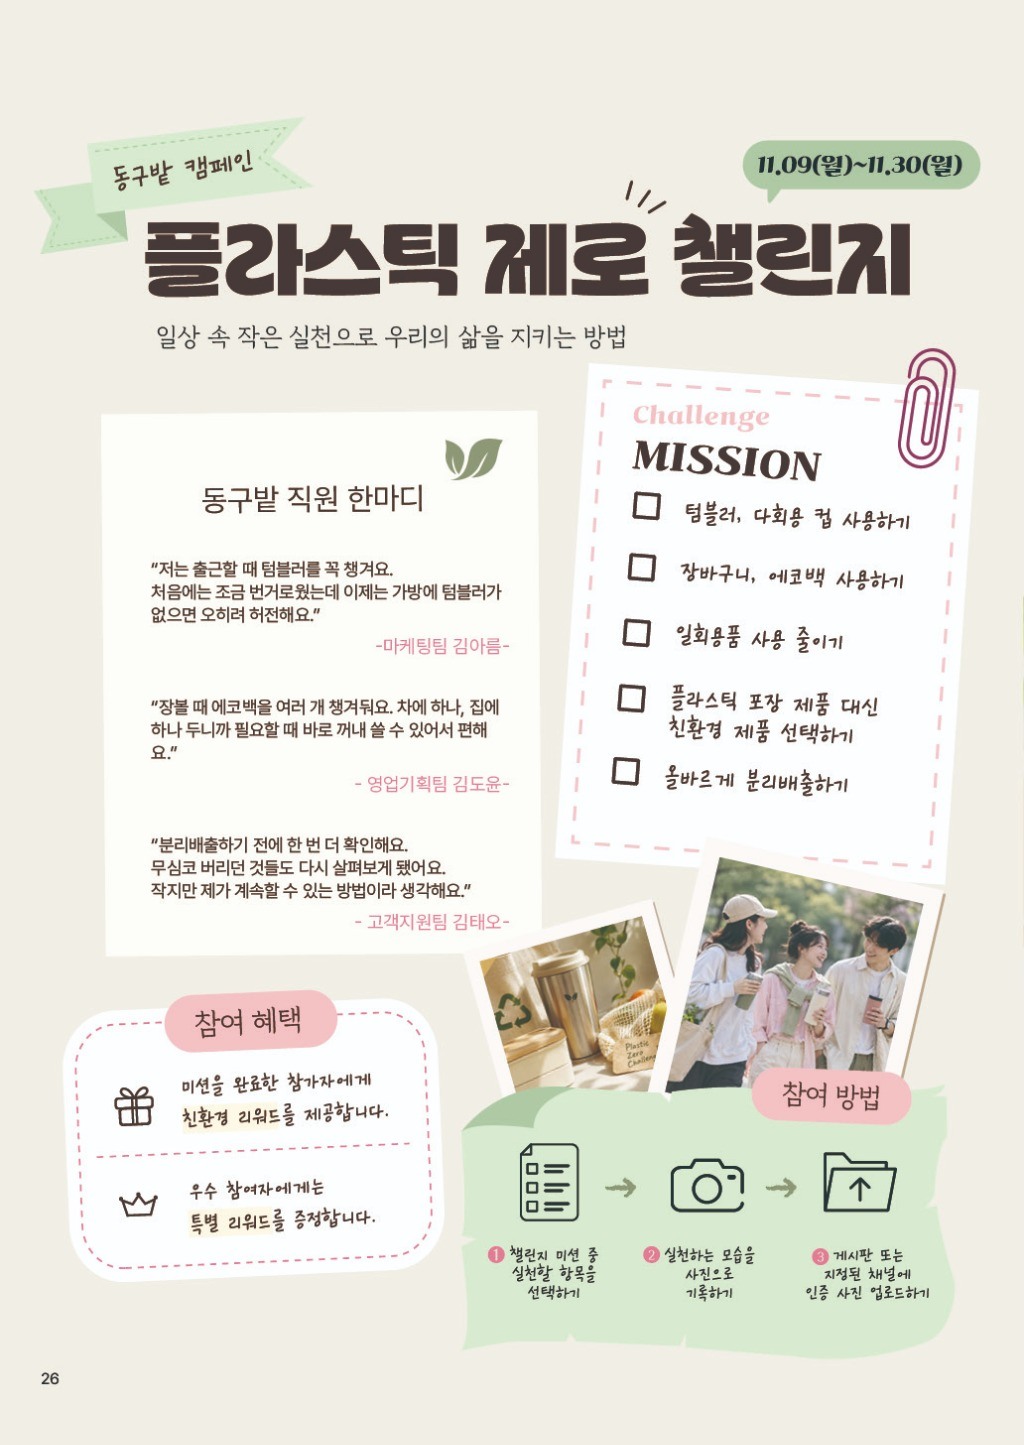 동구밭 캠페인
11.09(월)~11.30(월)
플라스틱 제로 챌린지
일상 속 작은 실천으로 우리의 삶을 지키는 방법
동구밭 직원 한마디
“저는 출근할 때 텀블러를 꼭 챙겨요.
처음에는 조금 번거로웠는데 이제는 가방에 텀블러가
없으면 오히려 허전해요.”
-마케팅팀 김아름-
“장볼 때 에코백을 여러 개 챙겨둬요. 차에 하나, 집에
하나 두니까 필요할 때 바로 꺼내 쓸 수 있어서 편해
요.”
- 영업기획팀 김도윤-
“분리배출하기 전에 한 번 더 확인해요.
무심코 버리던 것들도 다시 살펴보게 됐어요.
작지만 제가 계속할 수 있는 방법이라 생각해요.”
- 고객지원팀 김태오-
Challenge
MISSION
텀블러, 다회용 컵 사용하기
장바구니, 에코백 사용하기
일회용품 사용 줄이기
플라스틱 포장 제품 대신
친환경 제품 선택하기
올바르게 분리배출하기
Plastic
Zero
Challenge
참여 혜택
미션을 완료한 참가자에게
친환경 리워드를 제공합니다.
우수 참여자에게는
특별 리워드를 증정합니다.
참여 방법
1 챌린지 미션 중
실천할 항목을
선택하기
2 실천하는 모습을
사진으로
기록하기
3 게시판 또는
지정된 채널에
인증 사진 업로드하기
26